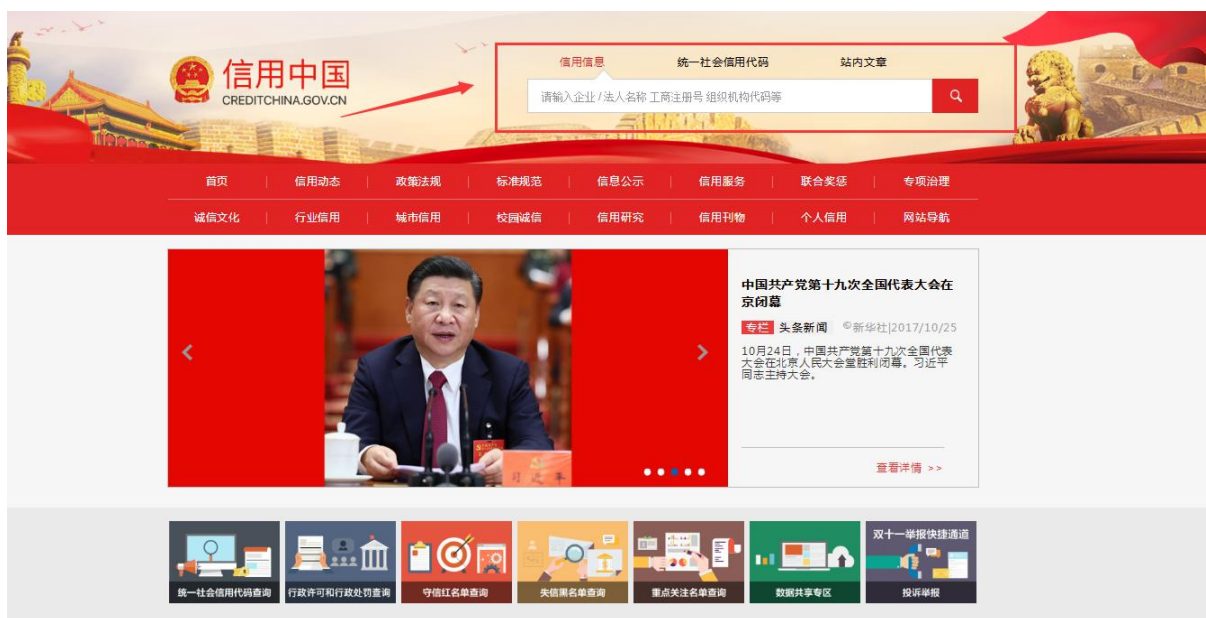 信用中国
CREDITCHINA.GOV.CN
信用信息 统一社会信用代码 站内文章
请输入企业/法人名称 工商注册号 组织机构代码等
首页 | 信用动态 | 政策法规 | 标准规范 | 信息公示 | 信用服务 | 联合奖惩 | 专项治理
诚信文化 | 行业信用 | 城市信用 | 校园诚信 | 信用研究 | 信用刊物 | 个人信用 | 网站导航
中国共产党第十九次全国代表大会在
京闭幕
专栏 头条新闻 ©新华社|2017/10/25
10月24日，中国共产党第十九次全国代表
大会在北京人民大会堂胜利闭幕。习近平
同志主持大会。
习近平
查看详情 >>
双十一举报快捷通道
统一社会信用代码查询 行政许可和行政处罚查询 守信红名单查询 失信黑名单查询 重点关注名单查询 数据共享专区 投诉举报